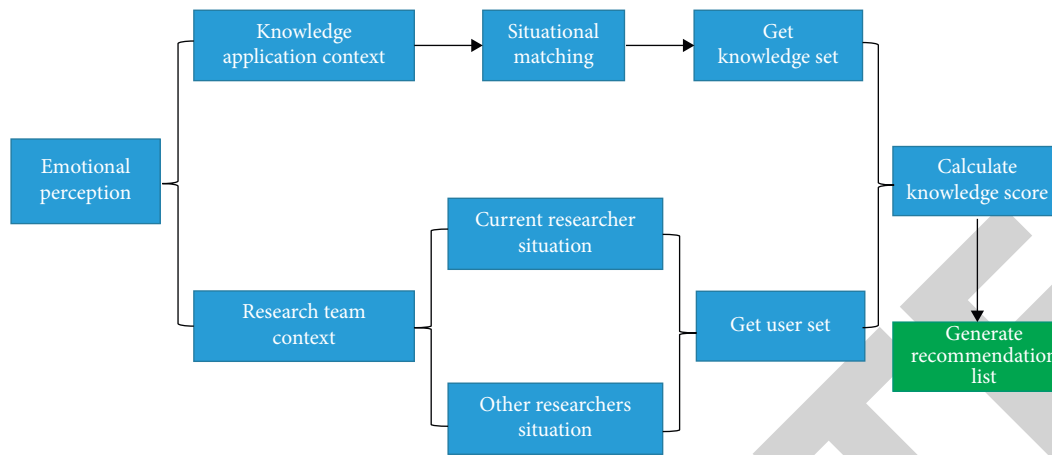 Knowledge
application context
Situational
matching
Get
knowledge set
Emotional
perception
Calculate
knowledge score
Current researcher
situation
Research team
context
Get user set
Generate
recommendation
list
Other researchers
situation